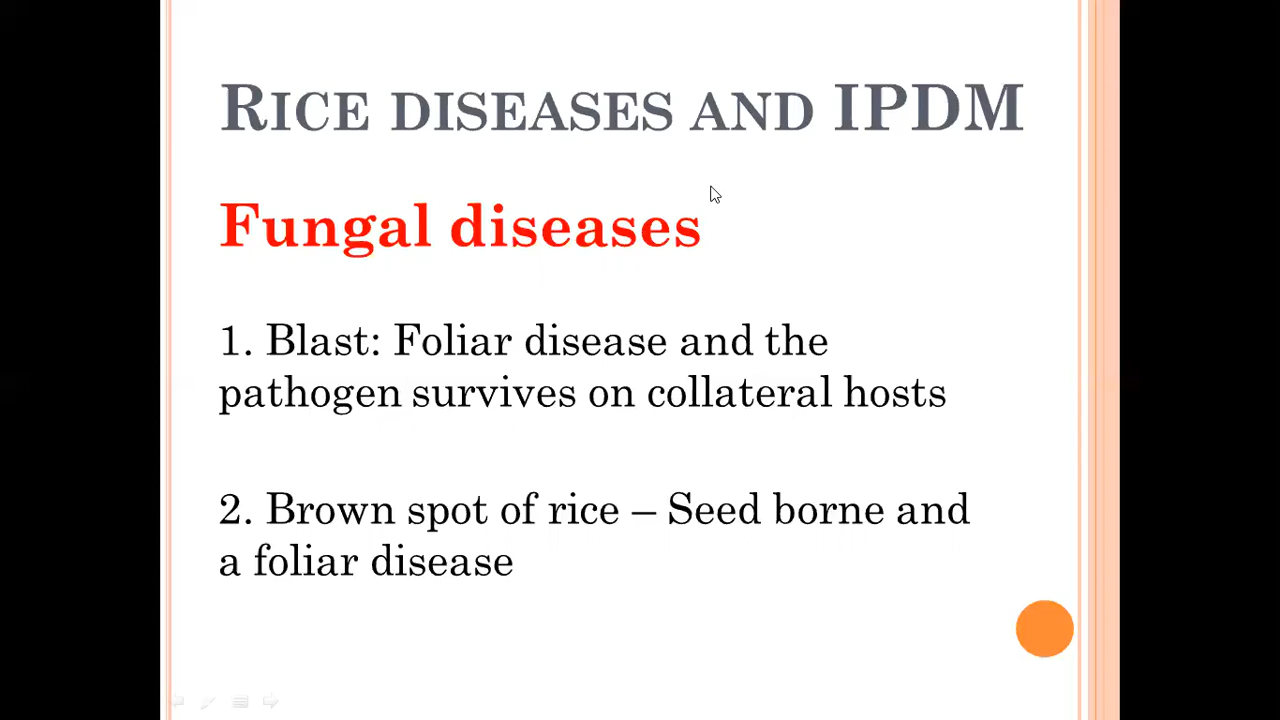 RICE DISEASES AND IPDM
Fungal diseases
1. Blast: Foliar disease and the
pathogen survives on collateral hosts
2. Brown spot of rice – Seed borne and
a foliar disease